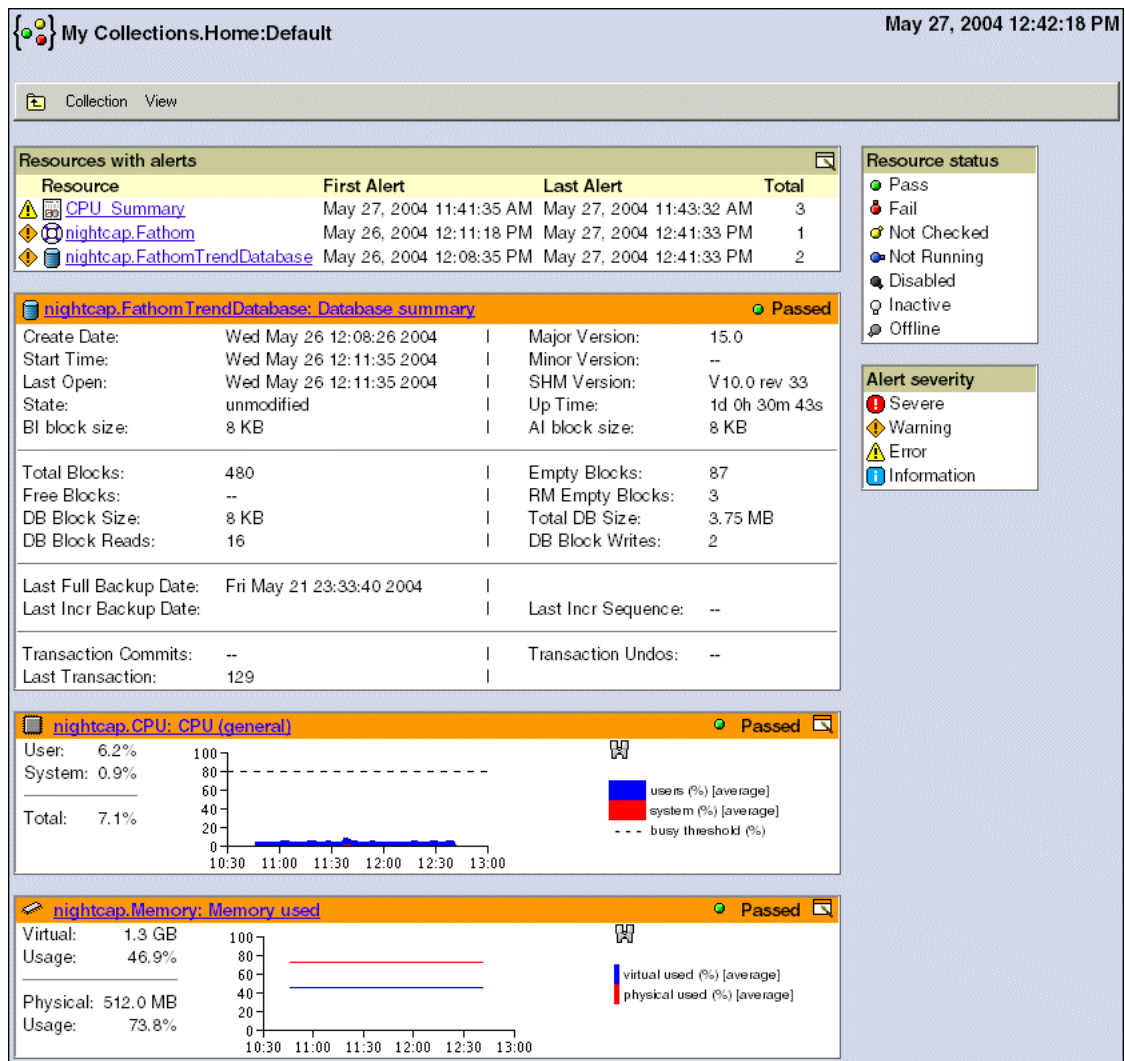 My Collections.Home:Default
May 27, 2004 12:42:18 PM
Collection View
Resources with alerts
Resource First Alert Last Alert Total
CPU_Summary May 27, 2004 11:41:35 AM May 27, 2004 11:43:32 AM 3
nightcap.Fathom May 26, 2004 12:11:18 PM May 27, 2004 12:41:33 PM 1
nightcap.FathomTrendDatabase May 26, 2004 12:08:35 PM May 27, 2004 12:41:33 PM 2
Resource status
Pass
Fail
Not Checked
Not Running
Disabled
Inactive
Offline
Alert severity
Severe
Warning
Error
Information
nightcap.FathomTrendDatabase: Database summary Passed
Create Date: Wed May 26 12:08:26 2004 | Major Version: 15.0
Start Time: Wed May 26 12:11:35 2004 | Minor Version: --
Last Open: Wed May 26 12:11:35 2004 | SHM Version: V10.0 rev 33
State: unmodified | Up Time: 1d 0h 30m 43s
BI block size: 8 KB | AI block size: 8 KB
Total Blocks: 480 | Empty Blocks: 87
Free Blocks: -- | RM Empty Blocks: 3
DB Block Size: 8 KB | Total DB Size: 3.75 MB
DB Block Reads: 16 | DB Block Writes: 2
Last Full Backup Date: Fri May 21 23:33:40 2004 |
Last Incr Backup Date: | Last Incr Sequence: --
Transaction Commits: -- | Transaction Undos: --
Last Transaction: 129 |
nightcap.CPU: CPU (general) Passed
User: 6.2%
System: 0.9%
Total: 7.1%
100
80
60
40
20
0
10:30 11:00 11:30 12:00 12:30 13:00
users (%) [average]
system (%) [average]
busy threshold (%)
nightcap.Memory: Memory used Passed
Virtual: 1.3 GB
Usage: 46.9%
Physical: 512.0 MB
Usage: 73.8%
100
80
60
40
20
0
10:30 11:00 11:30 12:00 12:30 13:00
virtual used (%) [average]
physical used (%) [average]